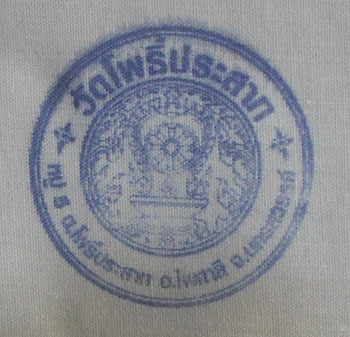 วัดโพธิ์ประสาท
หมู่ 5 ต.โพธิ์ประสาท อ.ไพศาลี จ.นครสวรรค์